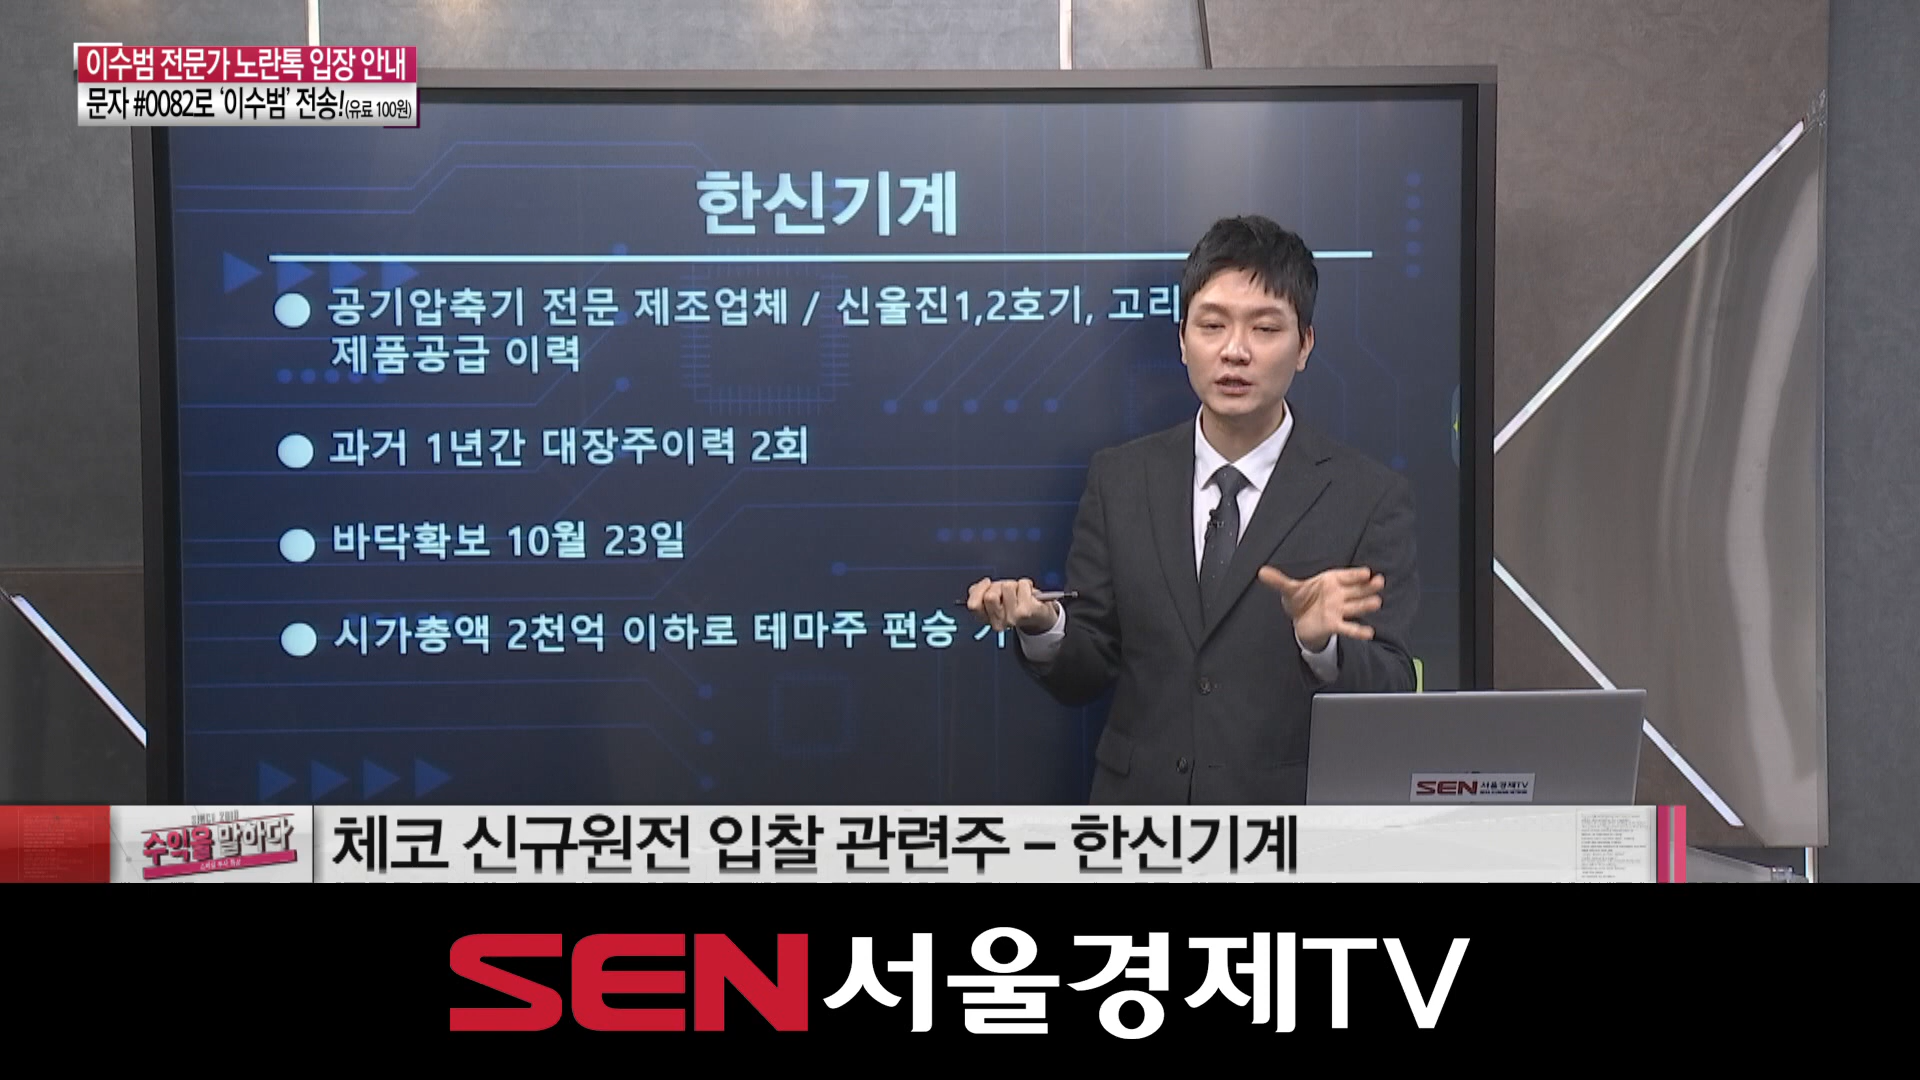 이수범 전문가 노란톡 입장 안내
문자 #0082로 '이수범' 전송!(유료 100원)
한신기계
● 공기압축기 전문 제조업체 / 신울진1,2호기, 고리
제품공급 이력
● 과거 1년간 대장주이력 2회
● 바닥확보 10월 23일
● 시가총액 2천억 이하로 테마주 편승
SEN 서울경제TV
수익을 말하다
체코 신규원전 입찰 관련주 – 한신기계
SEN 서울경제TV